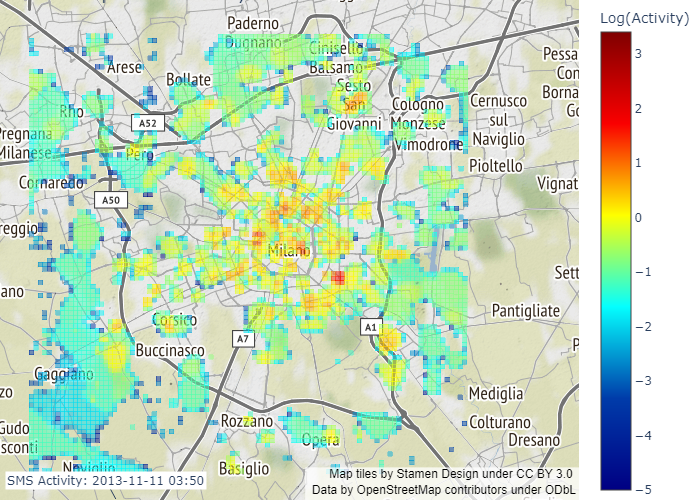 Log(Activity)
Paderno
Dugnano
Cinisello
Balsamo
Arese
Bollate
Sesto
San
Giovanni
Cologno
Monzese
Cernusco
sul
Naviglio
Pessa
Con
Borna
Go
Rho
A52
Pregnana
Milanese
Pero
Vimodrone
Pioltello
Cornaredo
Vignat
A50
reggio
Milano
Sett
ano
Pantigliate
Corsico
A7
A1
Buccinasco
P
Gaggiano
Mediglia
zo
Rozzano
Colturano
Gudo
sconti
Opera
Dresano
Noviglio
Basiglio
SMS Activity: 2013-11-11 03:50
Map tiles by Stamen Design under CC BY 3.0
Data by OpenStreetMap contributors under ODbL
3
2
1
0
−1
−2
−3
−4
−5